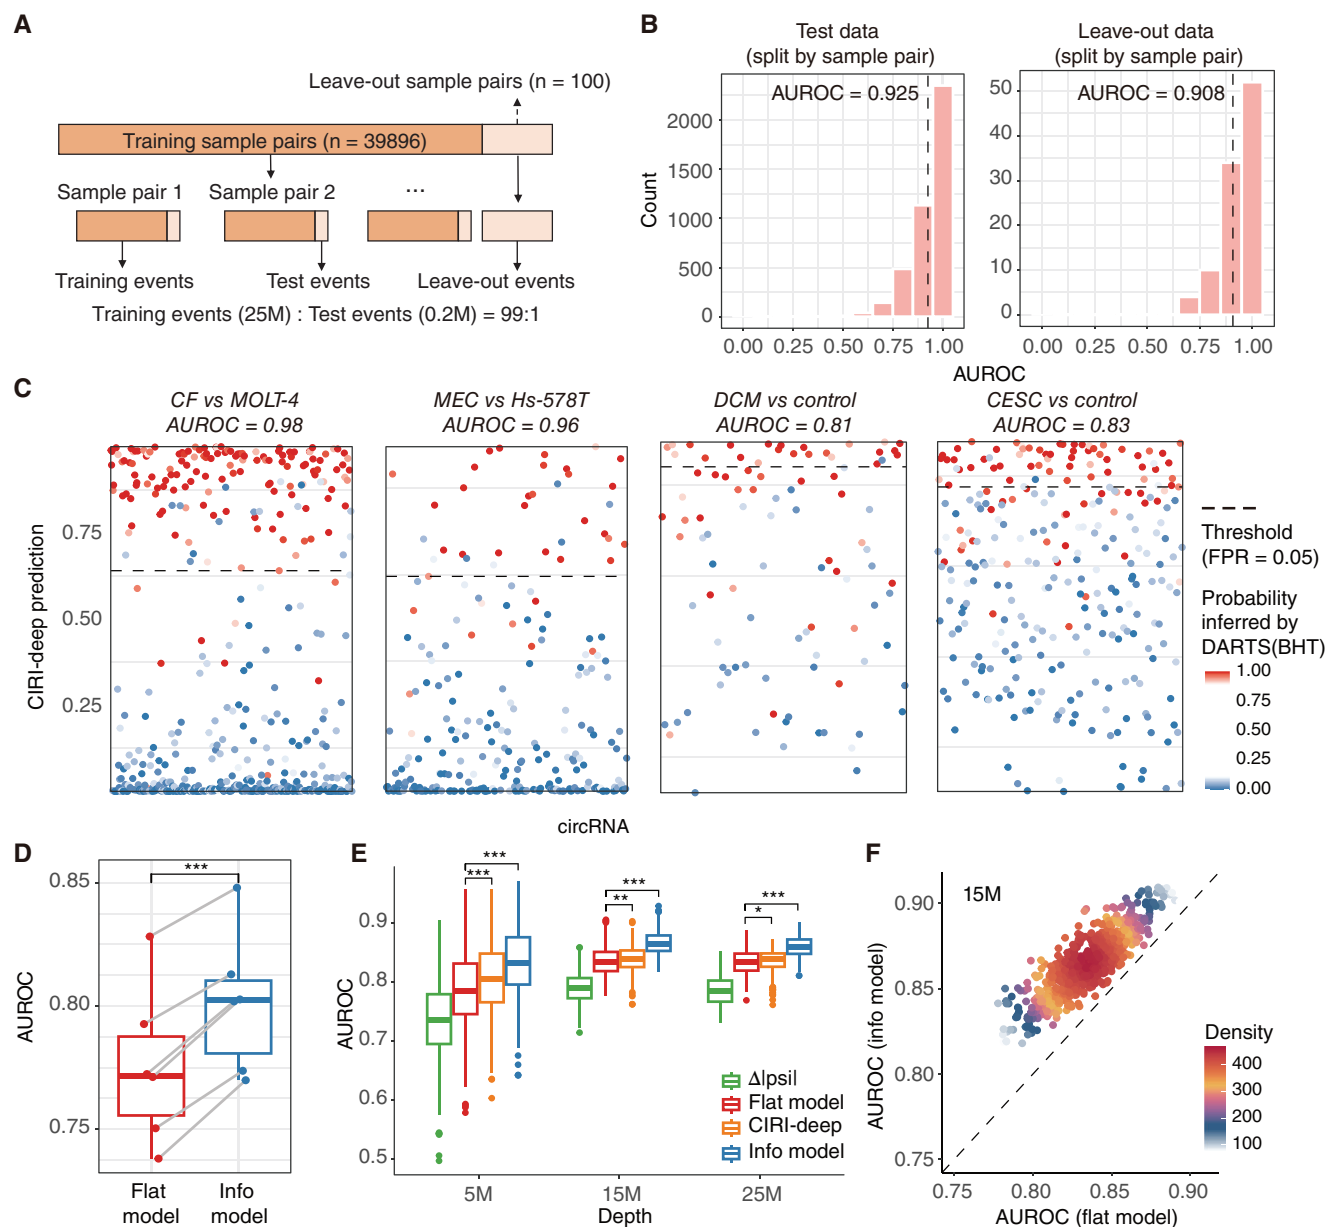 A
Leave-out sample pairs (n = 100)
Training sample pairs (n = 39896)
Sample pair 1
Sample pair 2
...
Training events
Test events
Leave-out events
Training events (25M) : Test events (0.2M) = 99:1
B
Test data
(split by sample pair)
AUROC = 0.925
Count
2000
1500
1000
500
0
0.00
0.25
0.50
0.75
1.00
Leave-out data
(split by sample pair)
AUROC = 0.908
50
40
30
20
10
0
0.00
0.25
0.50
0.75
1.00
AUROC
C
CF vs MOLT-4
AUROC = 0.98
MEC vs Hs-578T
AUROC = 0.96
DCM vs control
AUROC = 0.81
CESC vs control
AUROC = 0.83
CIRI-deep prediction
0.75
0.50
0.25
circRNA
Threshold
(FPR = 0.05)
Probability
inferred by
DARTS(BHT)
1.00
0.75
0.50
0.25
0.00
D
***
AUROC
0.85
0.80
0.75
Flat
model
Info
model
E
***
***
***
**
***
*
AUROC
0.9
0.8
0.7
0.6
0.5
5M
15M
25M
Depth
ΔIpsil
Flat model
CIRI-deep
Info model
F
15M
AUROC (info model)
0.90
0.85
0.80
0.75
0.75
0.80
0.85
0.90
AUROC (flat model)
Density
400
300
200
100